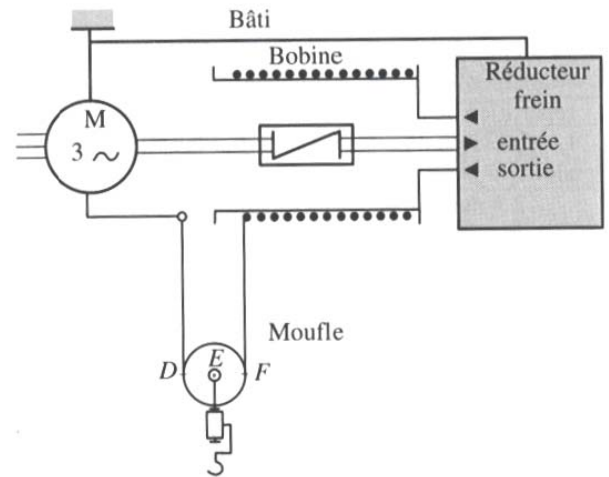 Bâti
Bobine
Réducteur
frein
M
3 ~
entrée
sortie
Moufle
D E F